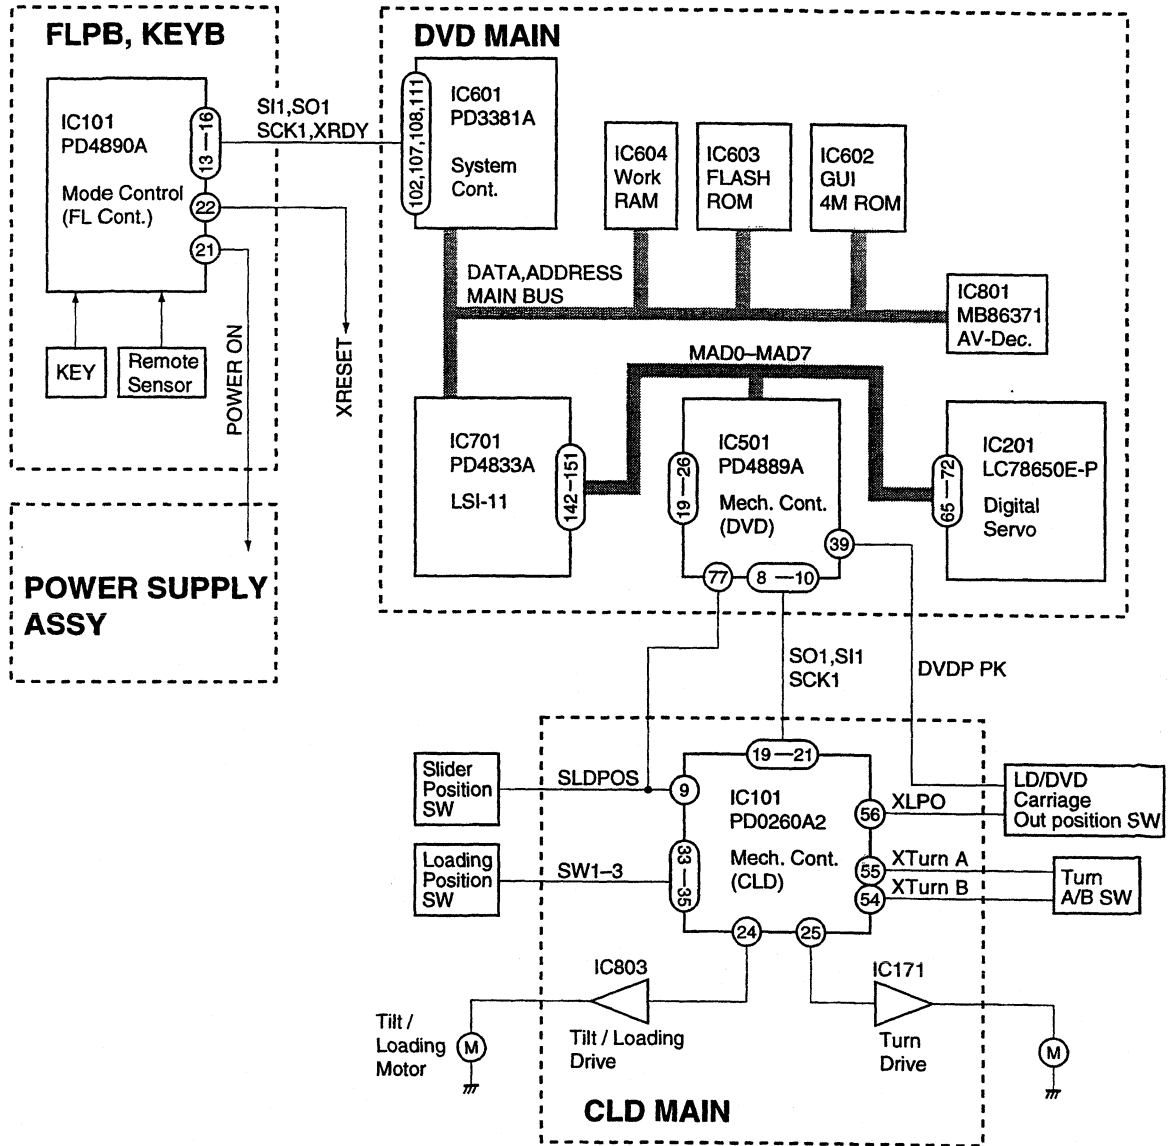 FLPB, KEYB
IC101
PD4890A
Mode Control
(FL Cont.)
13—16
22
21
KEY
Remote
Sensor
POWER ON
XRESET
SI1,SO1
SCK1,XRDY
POWER SUPPLY
ASSY
DVD MAIN
102,107,108,111
IC601
PD3381A
System
Cont.
IC604
Work
RAM
IC603
FLASH
ROM
IC602
GUI
4M ROM
DATA,ADDRESS
MAIN BUS
IC801
MB86371
AV-Dec.
MAD0–MAD7
IC701
PD4833A
LSI-11
142–151
19—26
IC501
PD4889A
Mech. Cont.
(DVD)
39
77
8—10
65—72
IC201
LC78650E-P
Digital
Servo
SO1,SI1
SCK1
DVDP PK
Slider
Position
SW
SLDPOS
9
19—21
IC101
PD0260A2
Mech. Cont.
(CLD)
56
XLPO
LD/DVD
Carriage
Out position SW
Loading
Position
SW
SW1–3
33—35
55
XTurn A
54
XTurn B
Turn
A/B SW
24
25
IC803
IC171
Tilt /
Loading
Motor
M
Tilt / Loading
Drive
Turn
Drive
M
CLD MAIN